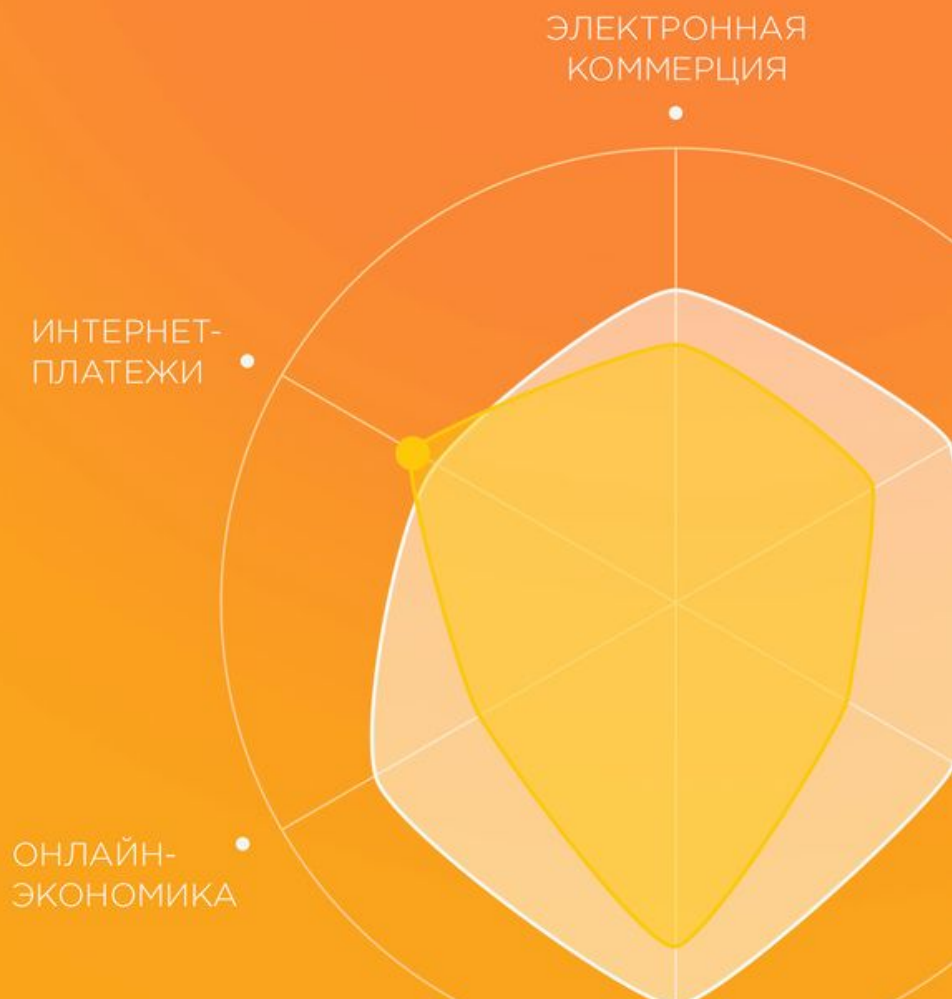 ЭЛЕКТРОННАЯ
КОММЕРЦИЯ
ИНТЕРНЕТ-
ПЛАТЕЖИ
ОНЛАЙН-
ЭКОНОМИКА